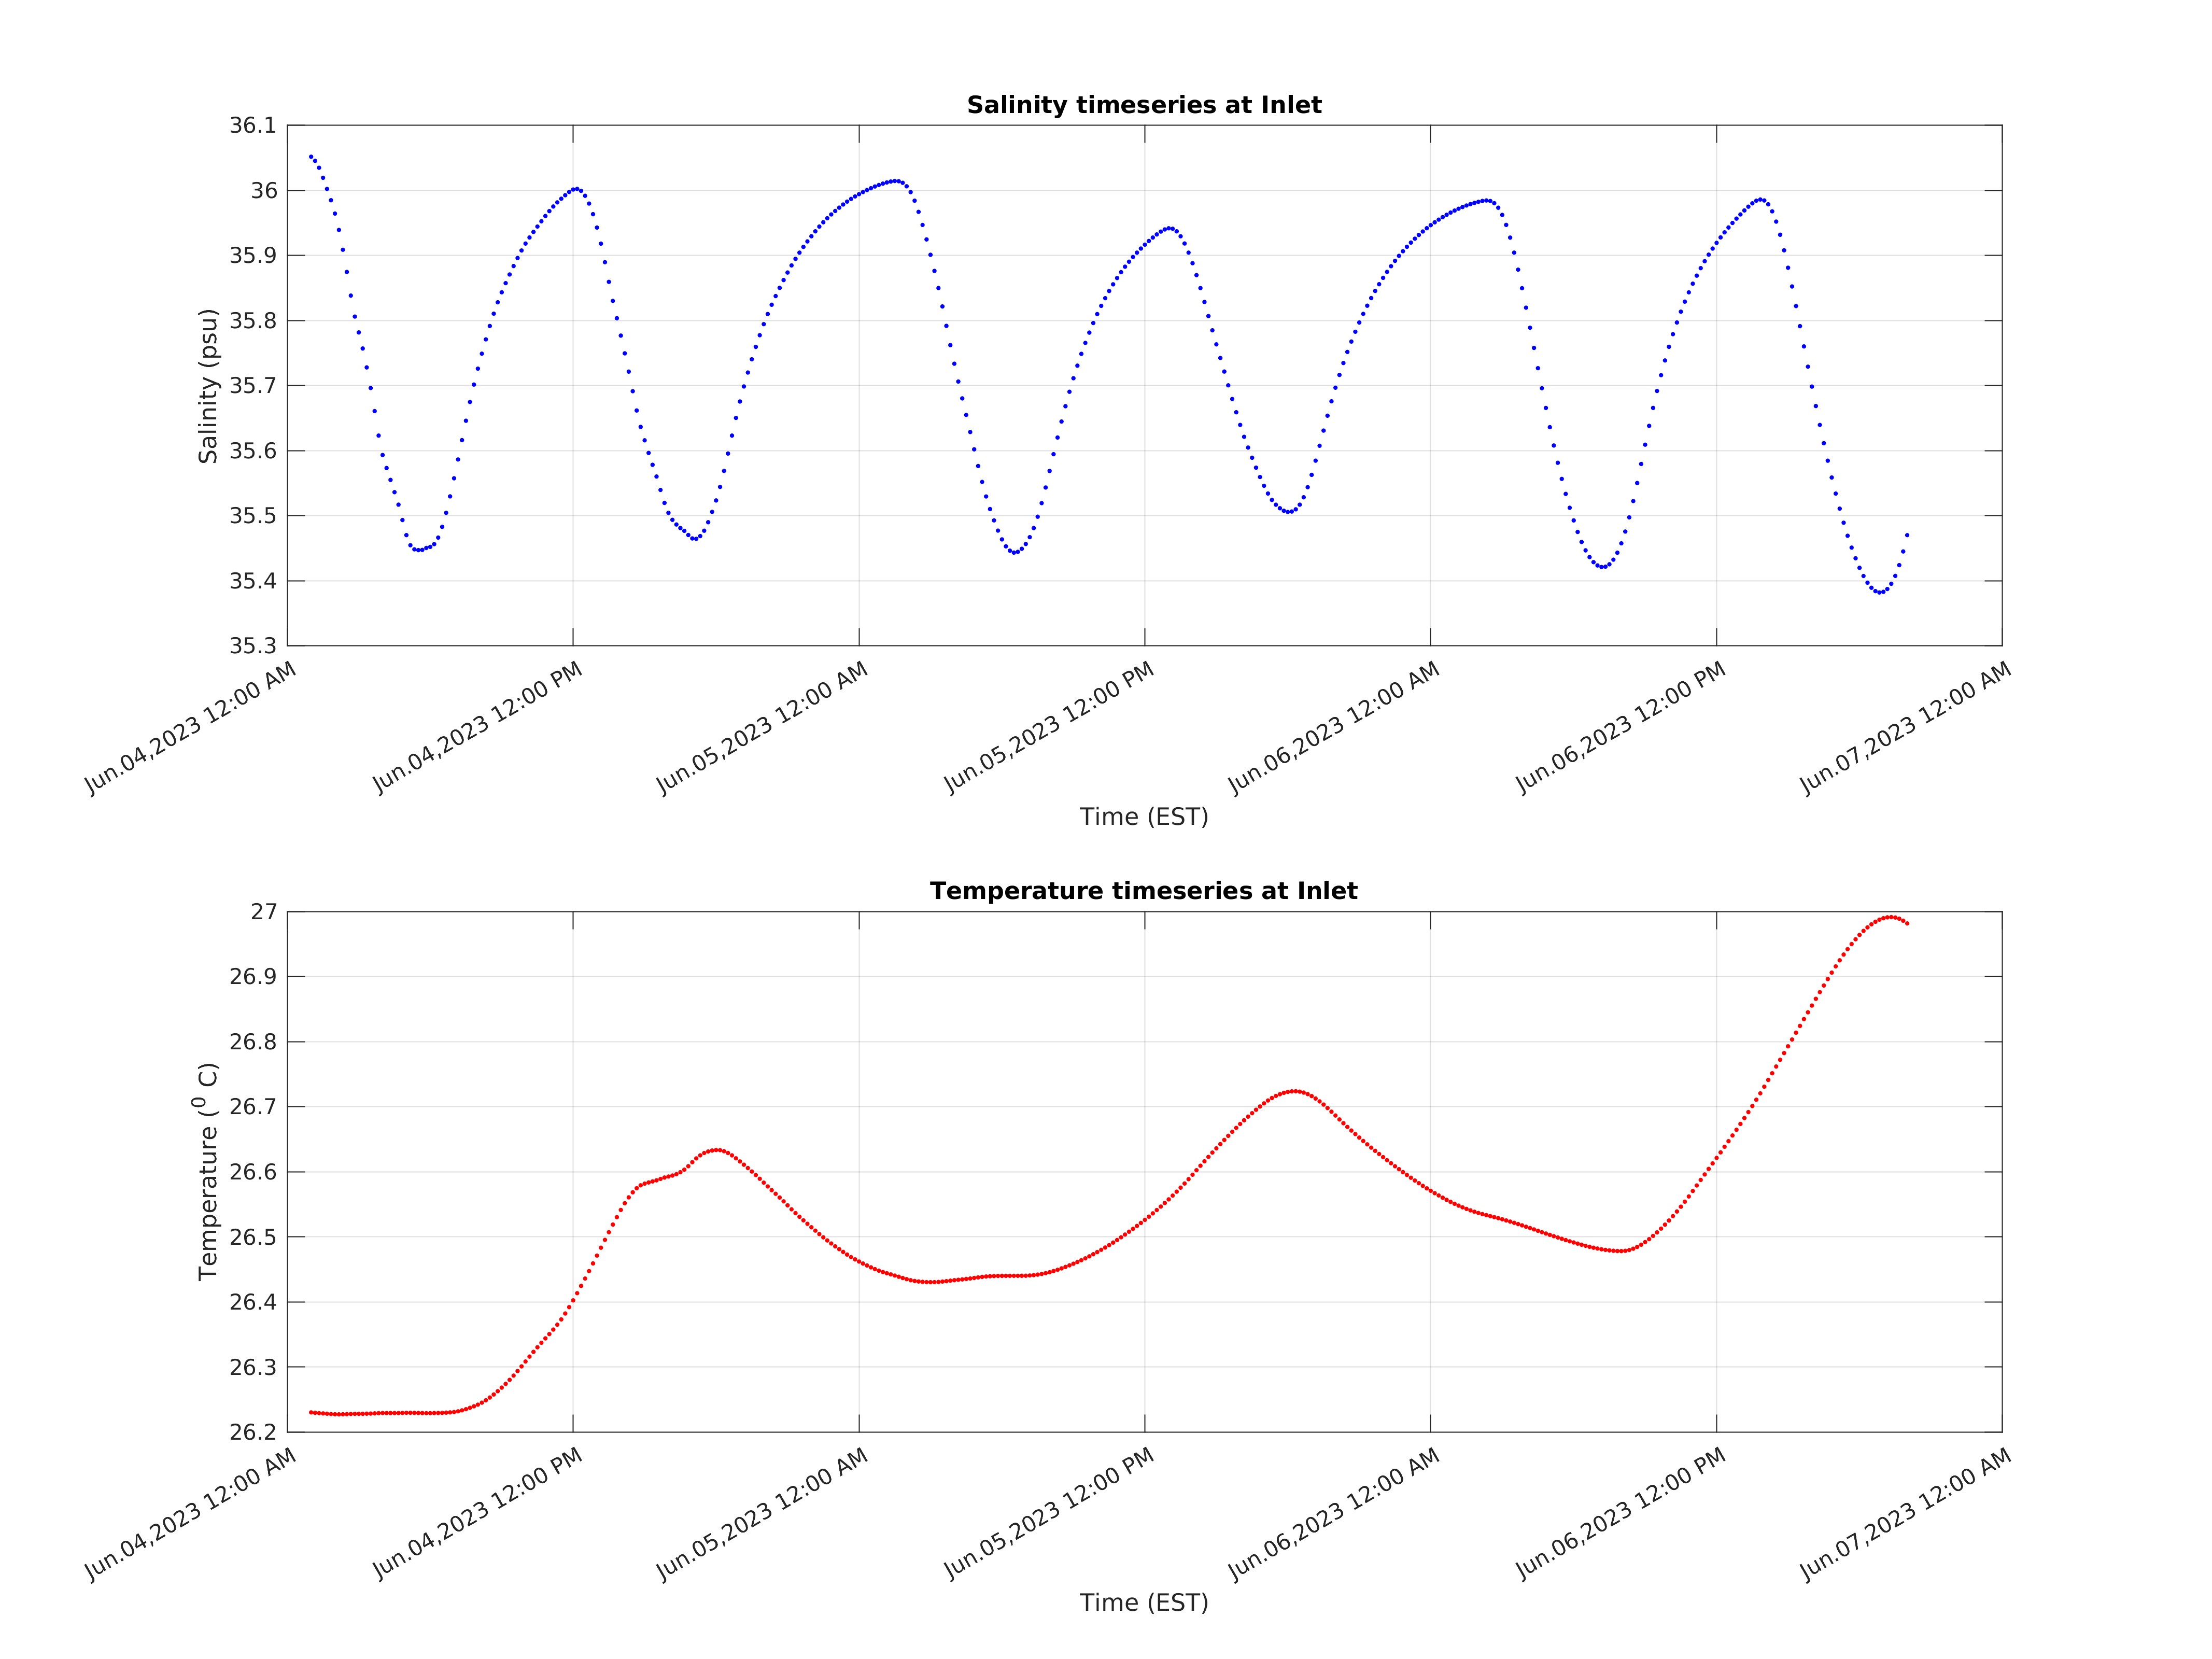 Salinity timeseries at Inlet
Salinity (psu)
36.1
36
35.9
35.8
35.7
35.6
35.5
35.4
35.3
Jun.04,2023 12:00 AM
Jun.04,2023 12:00 PM
Jun.05,2023 12:00 AM
Jun.05,2023 12:00 PM
Jun.06,2023 12:00 AM
Jun.06,2023 12:00 PM
Jun.07,2023 12:00 AM
Time (EST)
Temperature timeseries at Inlet
Temperature (⁰ C)
27
26.9
26.8
26.7
26.6
26.5
26.4
26.3
26.2
Jun.04,2023 12:00 AM
Jun.04,2023 12:00 PM
Jun.05,2023 12:00 AM
Jun.05,2023 12:00 PM
Jun.06,2023 12:00 AM
Jun.06,2023 12:00 PM
Jun.07,2023 12:00 AM
Time (EST)